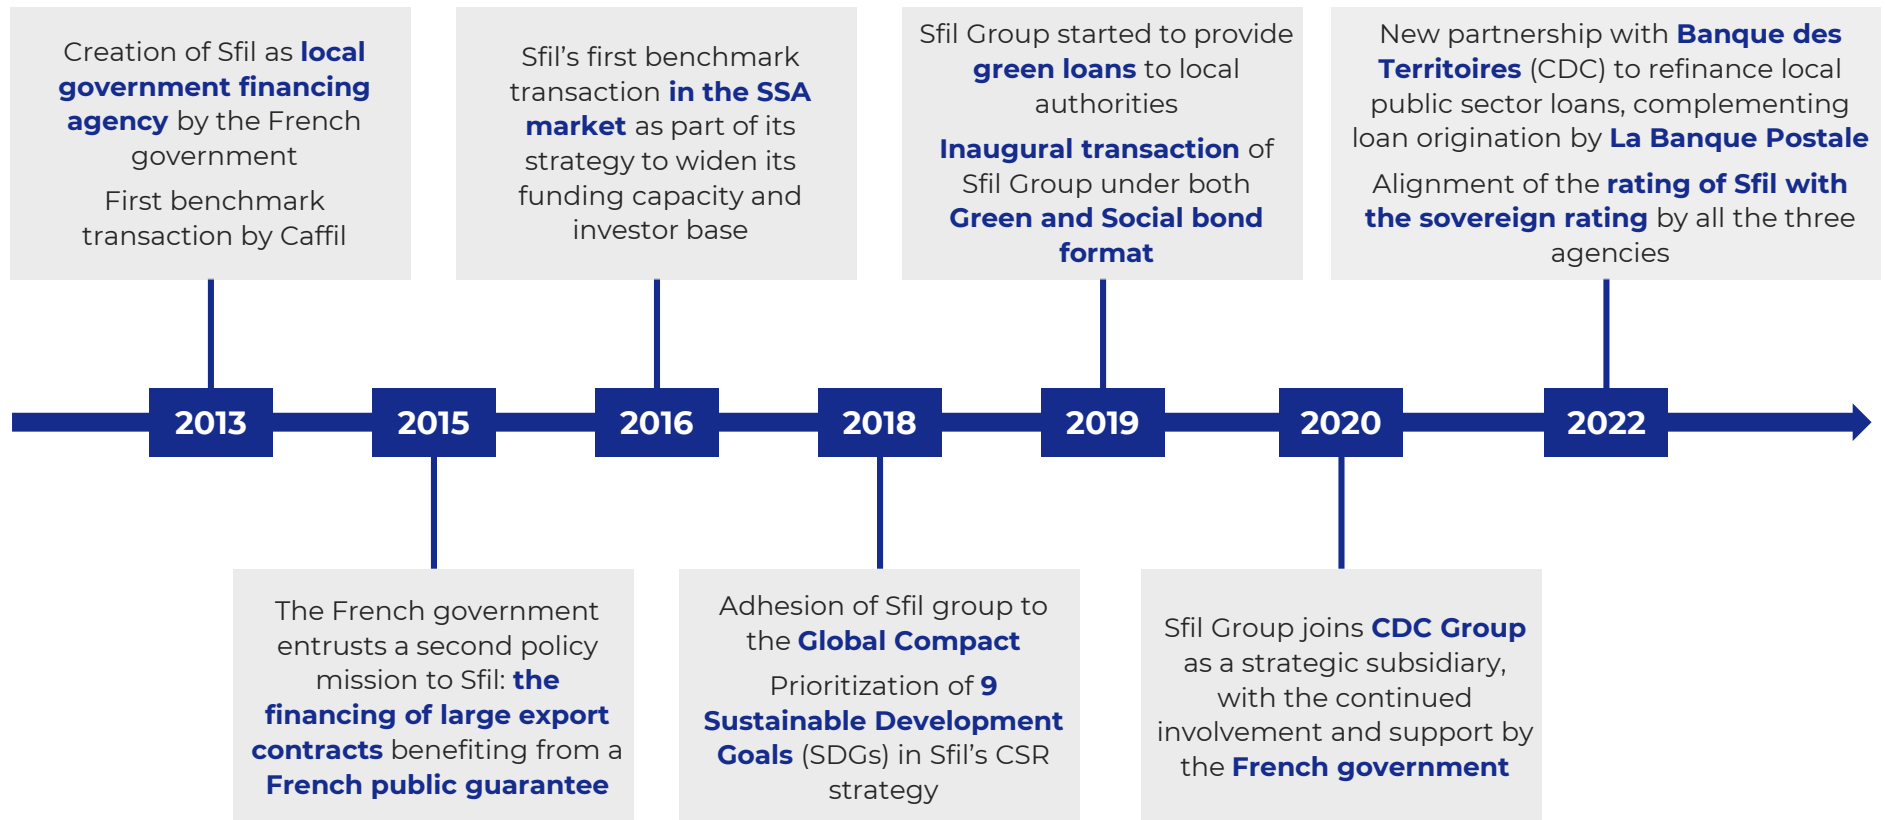 Creation of Sfil as local
government financing
agency by the French
government
First benchmark
transaction by Caffil
Sfil’s first benchmark
transaction in the SSA
market as part of its
strategy to widen its
funding capacity and
investor base
Sfil Group started to provide
green loans to local
authorities
Inaugural transaction of
Sfil Group under both
Green and Social bond
format
New partnership with Banque des
Territoires (CDC) to refinance local
public sector loans, complementing
loan origination by La Banque Postale
Alignment of the rating of Sfil with
the sovereign rating by all the three
agencies
2013
2015
2016
2018
2019
2020
2022
The French government
entrusts a second policy
mission to Sfil: the
financing of large export
contracts benefiting from a
French public guarantee
Adhesion of Sfil group to
the Global Compact
Prioritization of 9
Sustainable Development
Goals (SDGs) in Sfil’s CSR
strategy
Sfil Group joins CDC Group
as a strategic subsidiary,
with the continued
involvement and support by
the French government